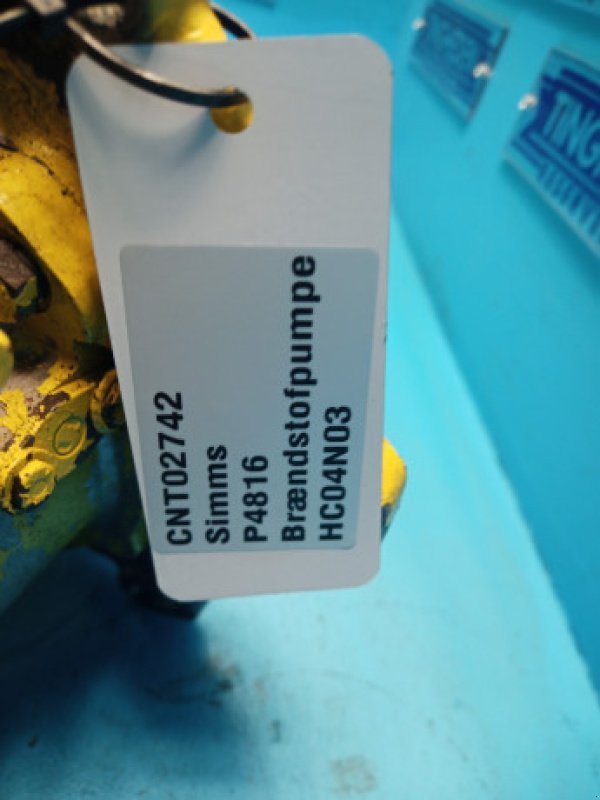 CNT02742
Simms
P4816
Brændstofpumpe
HC04N03